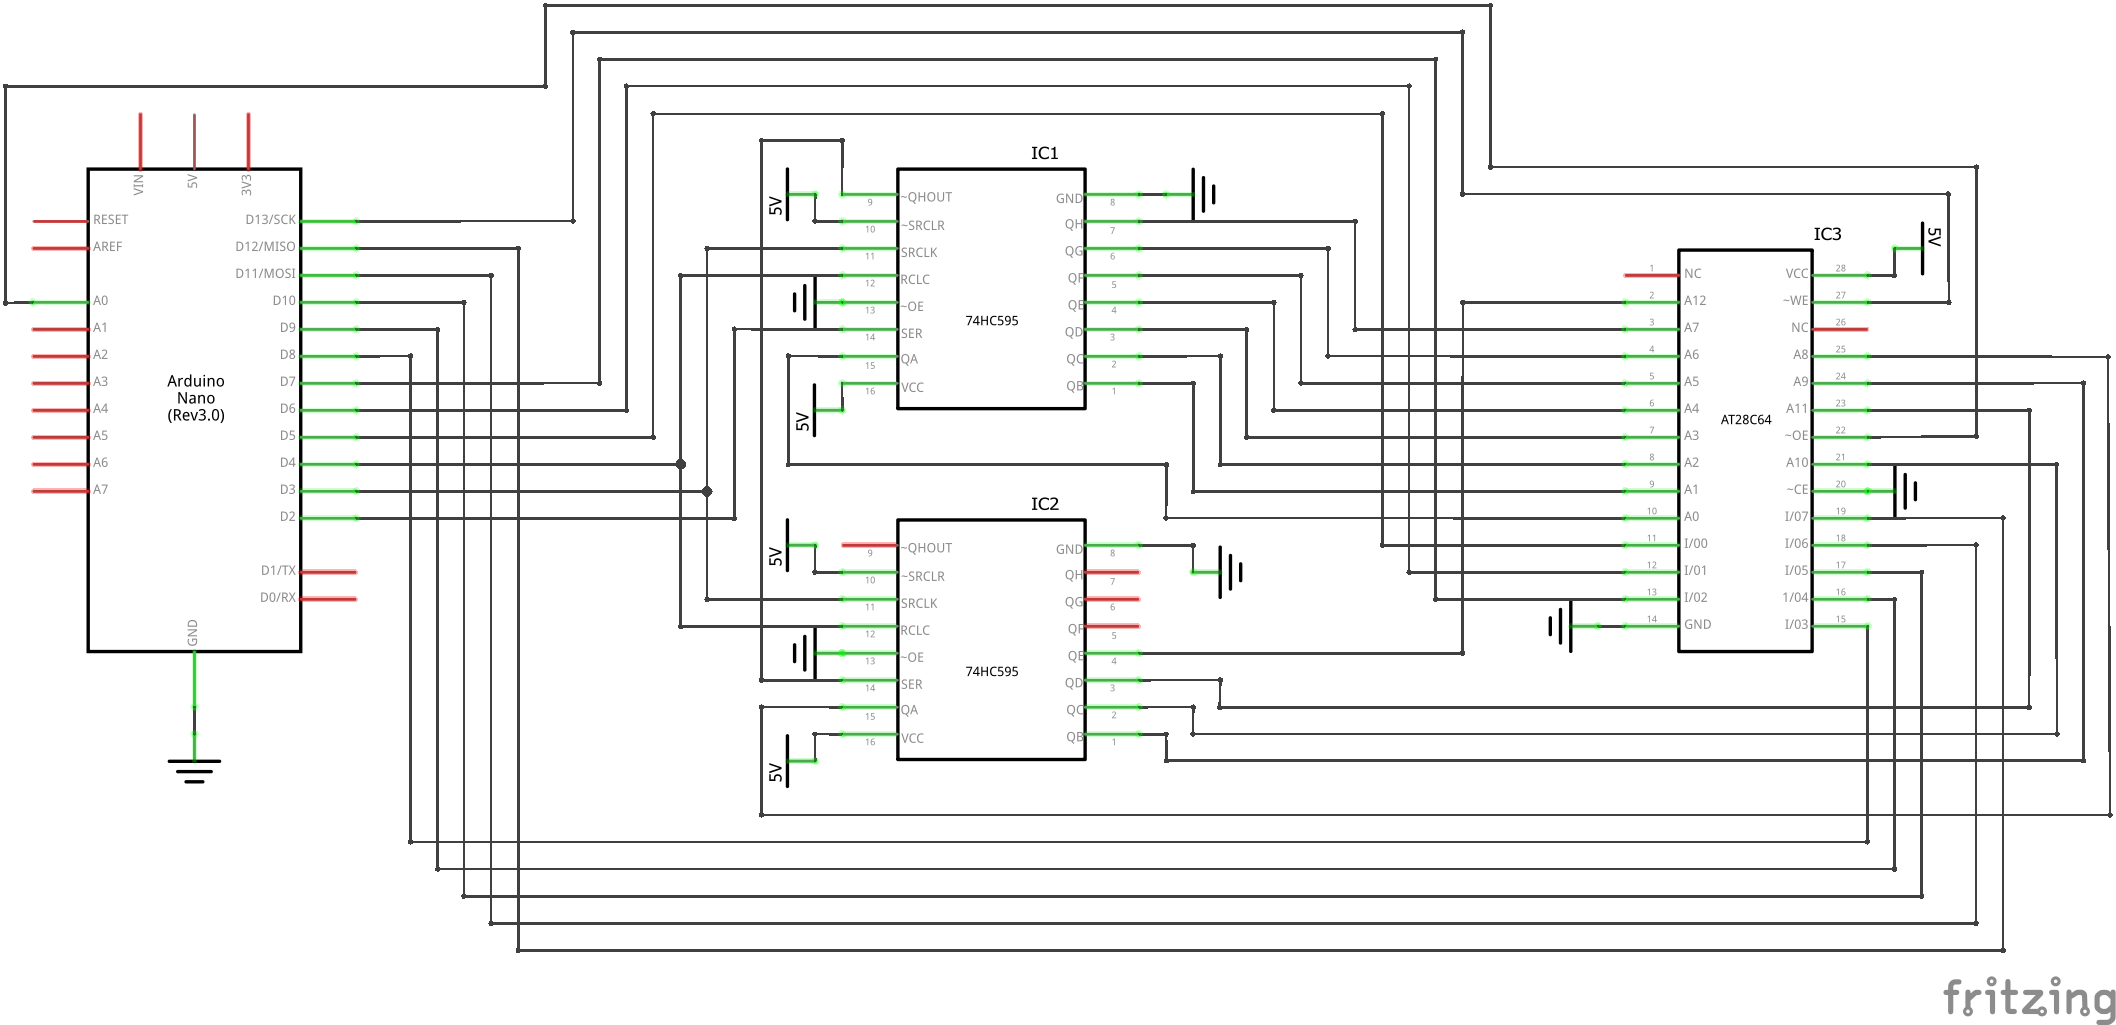 VIN
5V
3V3
RESET
AREF
A0
A1
A2
A3
A4
A5
A6
A7
Arduino
Nano
(Rev3.0)
D13/SCK
D12/MISO
D11/MOSI
D10
D9
D8
D7
D6
D5
D4
D3
D2
D1/TX
D0/RX
GND
IC1
5V
5V
~QHOUT
9
~SRCLR
10
SRCLK
11
RCLC
12
~OE
13
SER
14
QA
15
VCC
16
74HC595
GND
8
QH
7
QG
6
QF
5
QE
4
QD
3
QC
2
QB
1
IC2
5V
5V
~QHOUT
9
~SRCLR
10
SRCLK
11
RCLC
12
~OE
13
SER
14
QA
15
VCC
16
74HC595
GND
8
QH
7
QG
6
QF
5
QE
4
QD
3
QC
2
QB
1
IC3
5V
1
NC
2
A12
3
A7
4
A6
5
A5
6
A4
7
A3
8
A2
9
A1
10
A0
11
I/00
12
I/01
13
I/02
14
GND
AT28C64
VCC
28
~WE
27
NC
26
A8
25
A9
24
A11
23
~OE
22
A10
21
~CE
20
I/07
19
I/06
18
I/05
17
1/04
16
I/03
15
fritzing